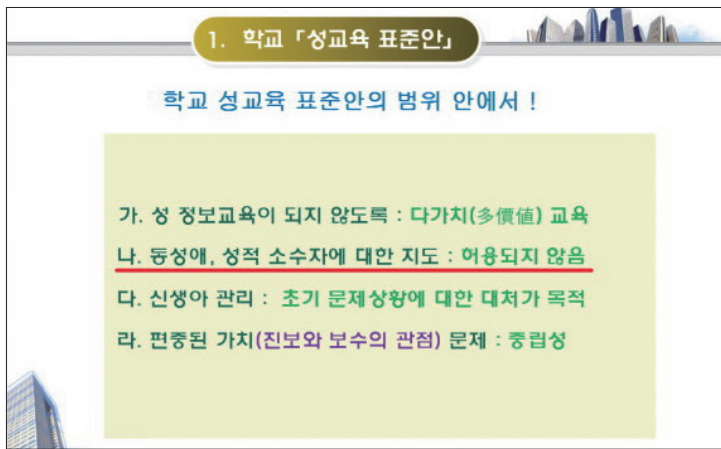 1. 학교 「성교육 표준안」
학교 성교육 표준안의 범위 안에서 !
가. 성 정보교육이 되지 않도록 : 다가치(多價値) 교육
나. 동성애, 성적 소수자에 대한 지도 : 허용되지 않음
다. 신생아 관리 : 초기 문제상황에 대한 대처가 목적
라. 편중된 가치(진보와 보수의 관점) 문제 : 중립성